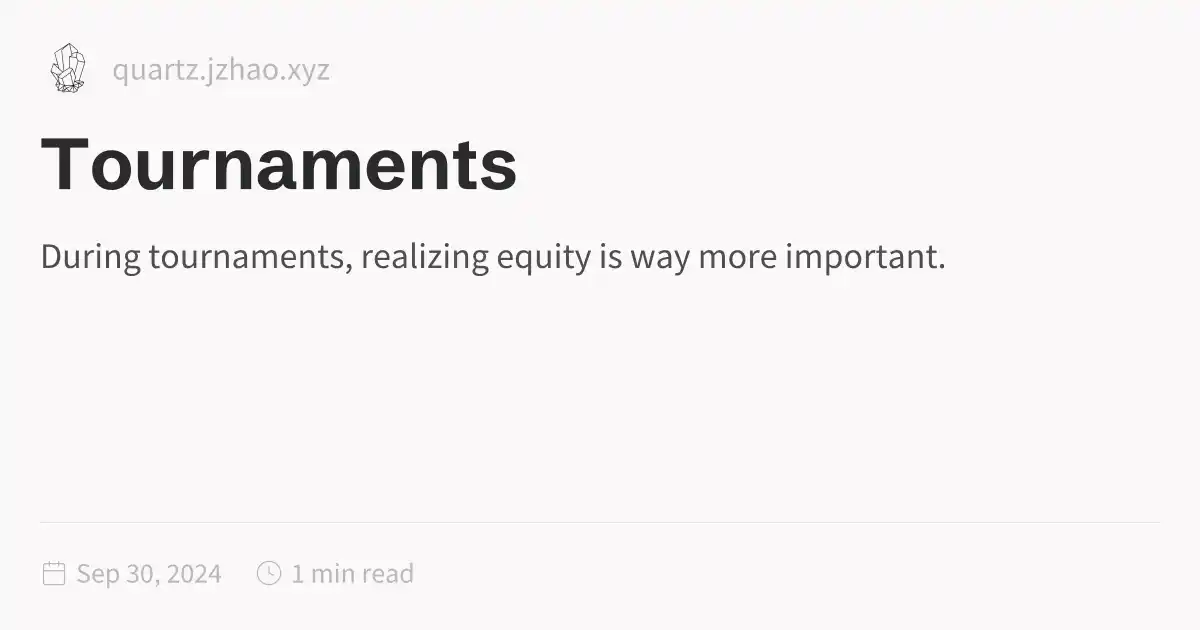 quartz.jzhao.xyz
Tournaments
During tournaments, realizing equity is way more important.
Sep 30, 2024 1 min read